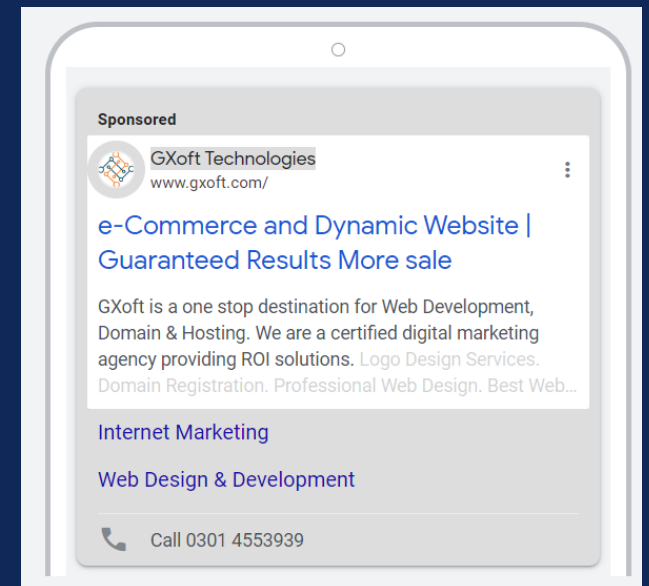 Sponsored
GXoft Technologies
www.gxoft.com/
e-Commerce and Dynamic Website |
Guaranteed Results More sale
GXoft is a one stop destination for Web Development,
Domain & Hosting. We are a certified digital marketing
agency providing ROI solutions. Logo Design Services.
Domain Registration. Professional Web Design. Best Web...
Internet Marketing
Web Design & Development
Call 0301 4553939